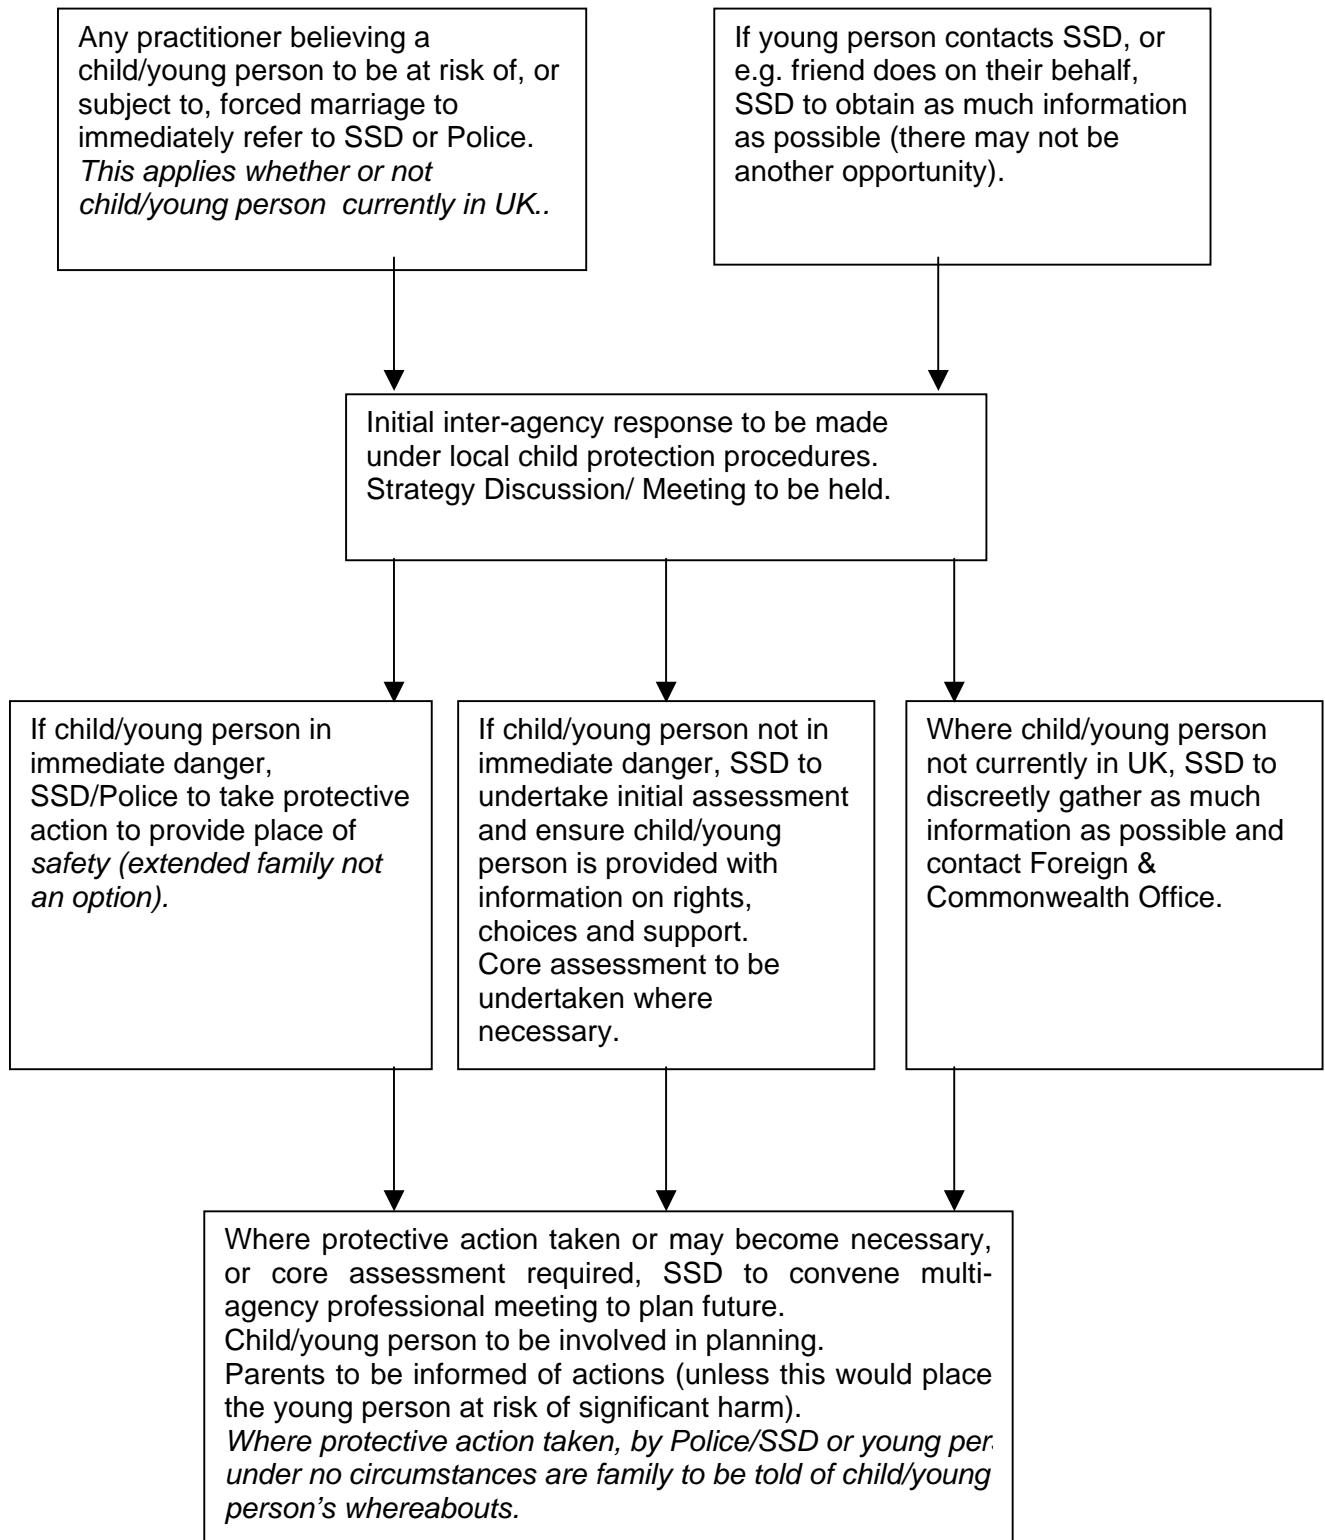 Any practitioner believing a
child/young person to be at risk of, or
subject to, forced marriage to
immediately refer to SSD or Police.
This applies whether or not
child/young person  currently in UK..
If young person contacts SSD, or
e.g. friend does on their behalf,
SSD to obtain as much information
as possible (there may not be
another opportunity).
Initial inter-agency response to be made
under local child protection procedures.
Strategy Discussion/ Meeting to be held.
If child/young person in
immediate danger,
SSD/Police to take protective
action to provide place of
safety (extended family not
an option).
If child/young person not in
immediate danger, SSD to
undertake initial assessment
and ensure child/young
person is provided with
information on rights,
choices and support.
Core assessment to be
undertaken where
necessary.
Where child/young person
not currently in UK, SSD to
discreetly gather as much
information as possible and
contact Foreign &
Commonwealth Office.
Where protective action taken or may become necessary,
or core assessment required, SSD to convene multi-
agency professional meeting to plan future.
Child/young person to be involved in planning.
Parents to be informed of actions (unless this would place
the young person at risk of significant harm).
Where protective action taken, by Police/SSD or young
under no circumstances are family to be told of child/young
person's whereabouts.